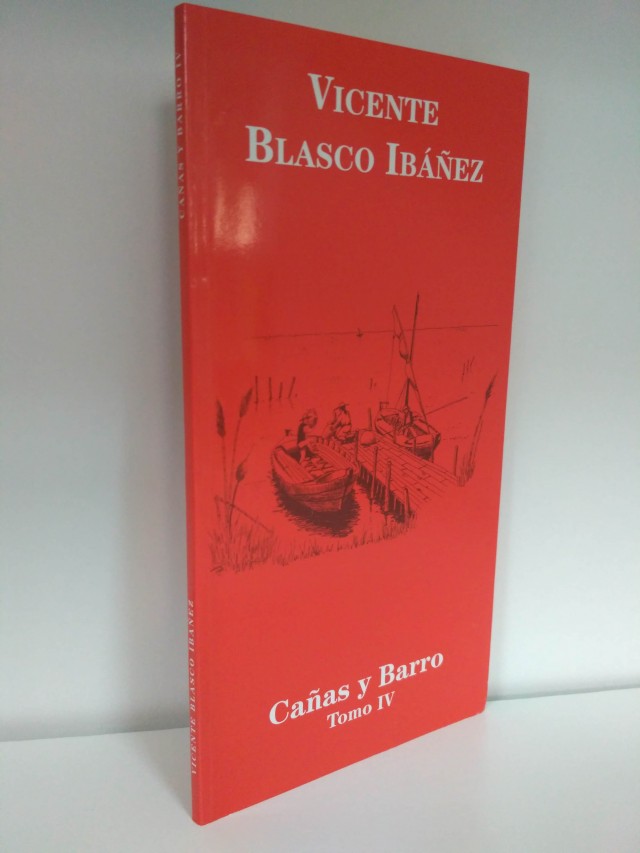 VICENTE
BLASCO IBÁÑEZ
Cañas y Barro
Tomo IV
CAÑAS Y BARRO IV
VICENTE BLASCO IBÁÑEZ